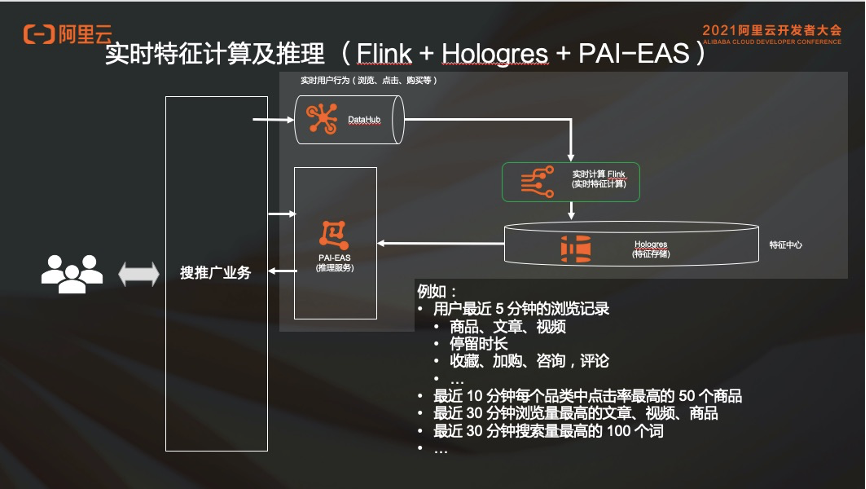 阿里云
2021阿里云开发者大会
ALIBABA CLOUD DEVELOPER CONFERENCE
实时特征计算及推理（Flink + Hologres + PAI-EAS）
实时用户行为（浏览、点击、购买等）
DataHub
实时计算 Flink
(实时特征计算)
Hologres
(特征存储)
特征中心
PAI-EAS
(推理服务)
搜推广业务
例如：
• 用户最近 5 分钟的浏览记录
• 商品、文章、视频
• 停留时长
• 收藏、加购、咨询，评论
• …
• 最近 10 分钟每个品类中点击率最高的 50 个商品
• 最近 30 分钟浏览量最高的文章、视频、商品
• 最近 30 分钟搜索量最高的 100 个词
• …